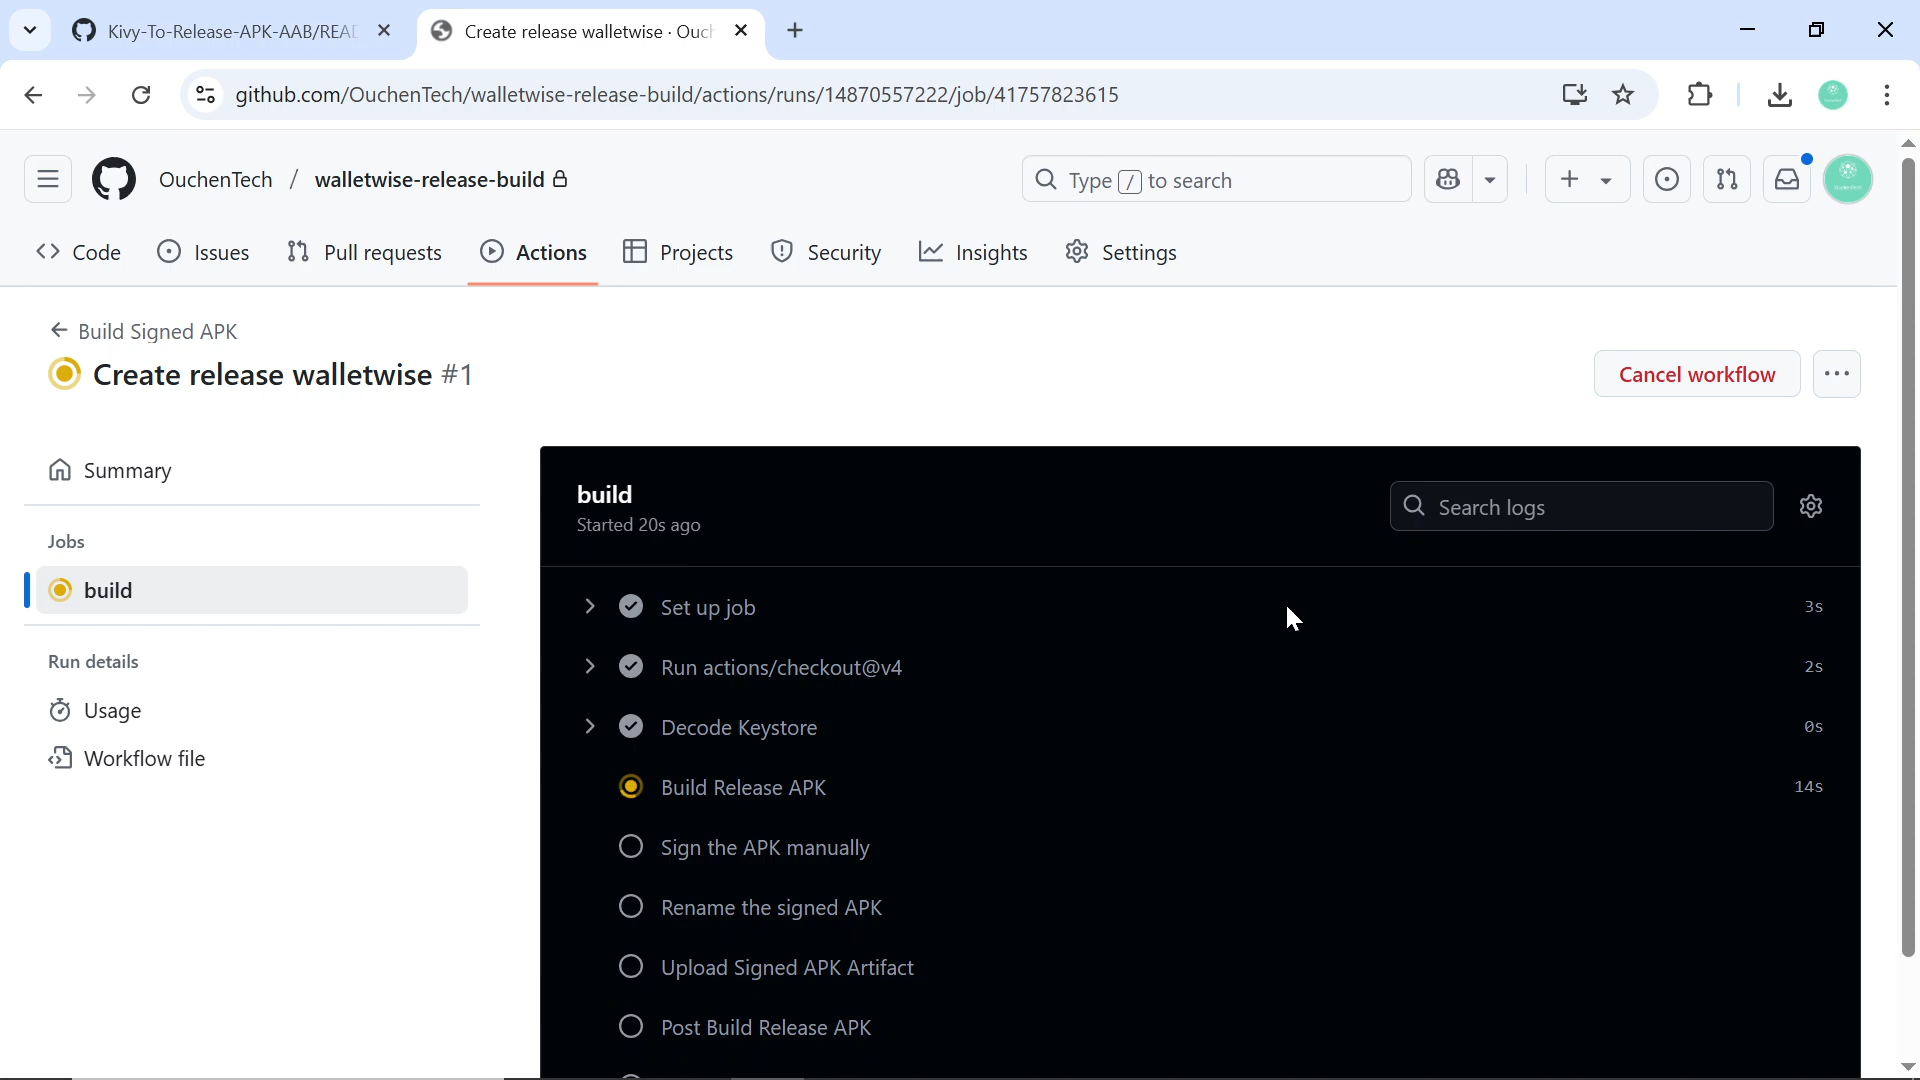 Kivy-To-Release-APK-AAB/REA
Create release walletwise · Ouch
github.com/OuchenTech/walletwise-release-build/actions/runs/14870557222/job/41757823615
OuchenTech / walletwise-release-build
Type / to search
Code
Issues
Pull requests
Actions
Projects
Security
Insights
Settings
Build Signed APK
Create release walletwise #1
Cancel workflow
Summary
Jobs
build
Run details
Usage
Workflow file
build
Started 20s ago
Search logs
Set up job 3s
Run actions/checkout@v4 2s
Decode Keystore 0s
Build Release APK 14s
Sign the APK manually
Rename the signed APK
Upload Signed APK Artifact
Post Build Release APK